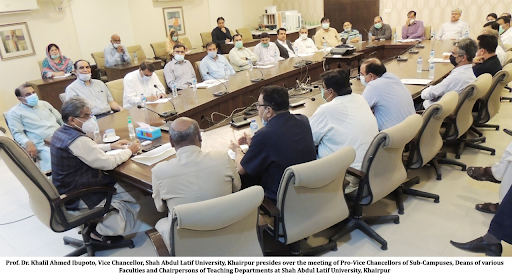 Prof. Dr. Khalil Ahmed Ibupoto, Vice Chancellor, Shah Abdul Latif University, Khairpur presides over the meeting of Pro-Vice Chancellors of Sub-Campuses, Deans of various
Faculties and Chairpersons of Teaching Departments at Shah Abdul Latif University, Khairpur